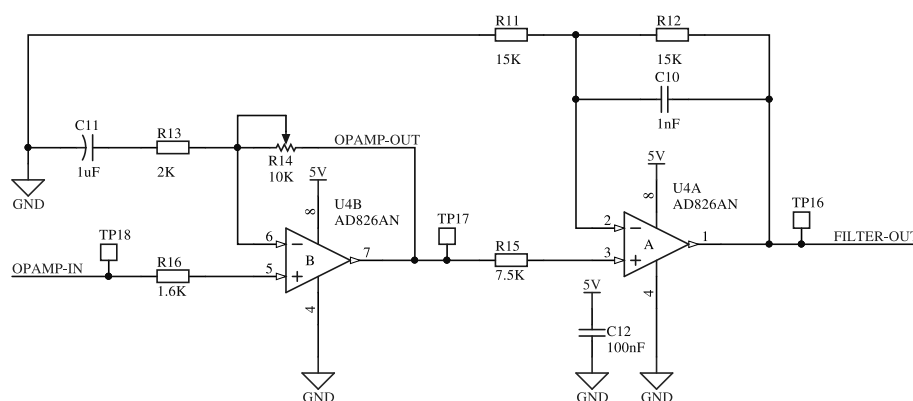 R11
15K
R12
15K
C10
1nF
C11
1uF
R13
2K
R14
10K
OPAMP-OUT
GND
5V
8
U4B
AD826AN
6
5
B
7
4
GND
TP18
OPAMP-IN
R16
1.6K
TP17
R15
7.5K
5V
8
U4A
AD826AN
2
3
A
1
4
GND
TP16
FILTER-OUT
5V
C12
100nF
GND